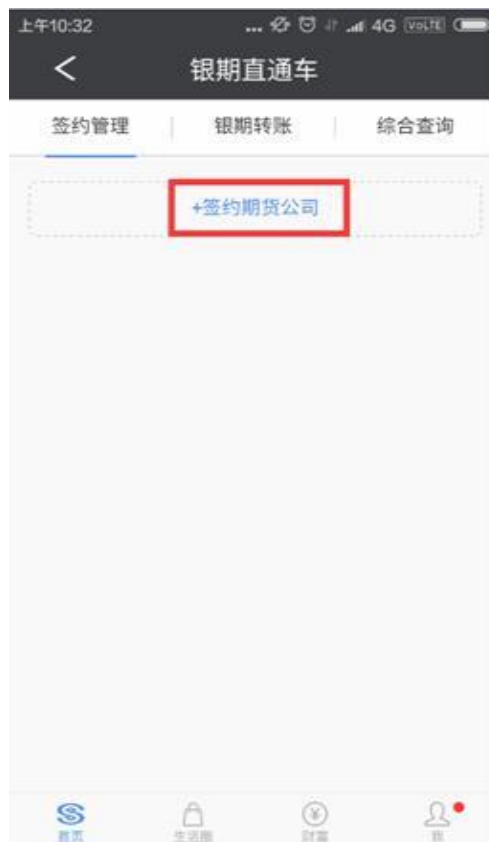 上午10:32 ... 4G VoLTE
银期直通车
签约管理 银期转账 综合查询
+签约期货公司
首页 生活圈 财富 我